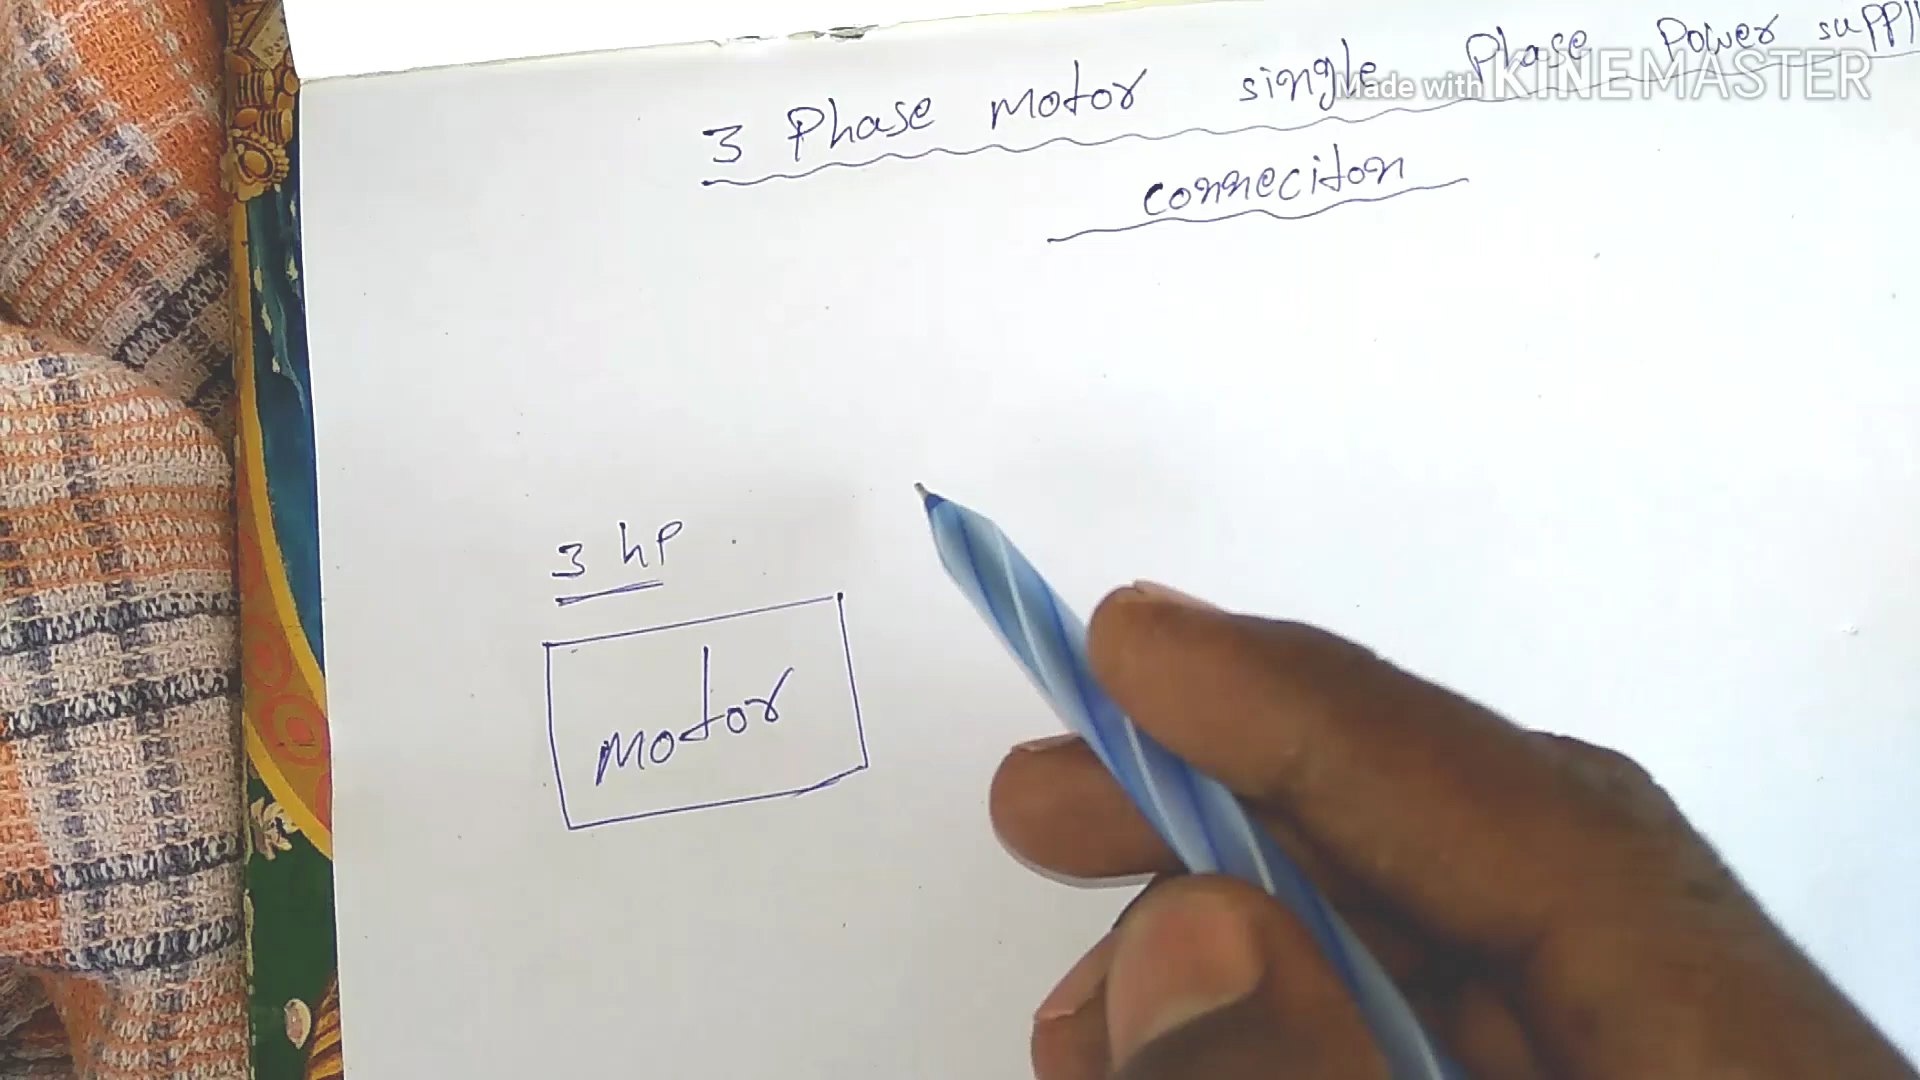 3 Phase motor single Phase Power suppl
Made with KINEMASTER
conneciton
3 hp
motor